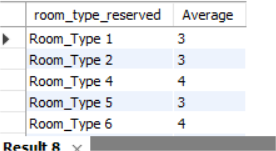 room_type_reserved Average
Room_Type 1 3
Room_Type 2 3
Room_Type 4 4
Room_Type 5 3
Room_Type 6 4
Result 8 ×